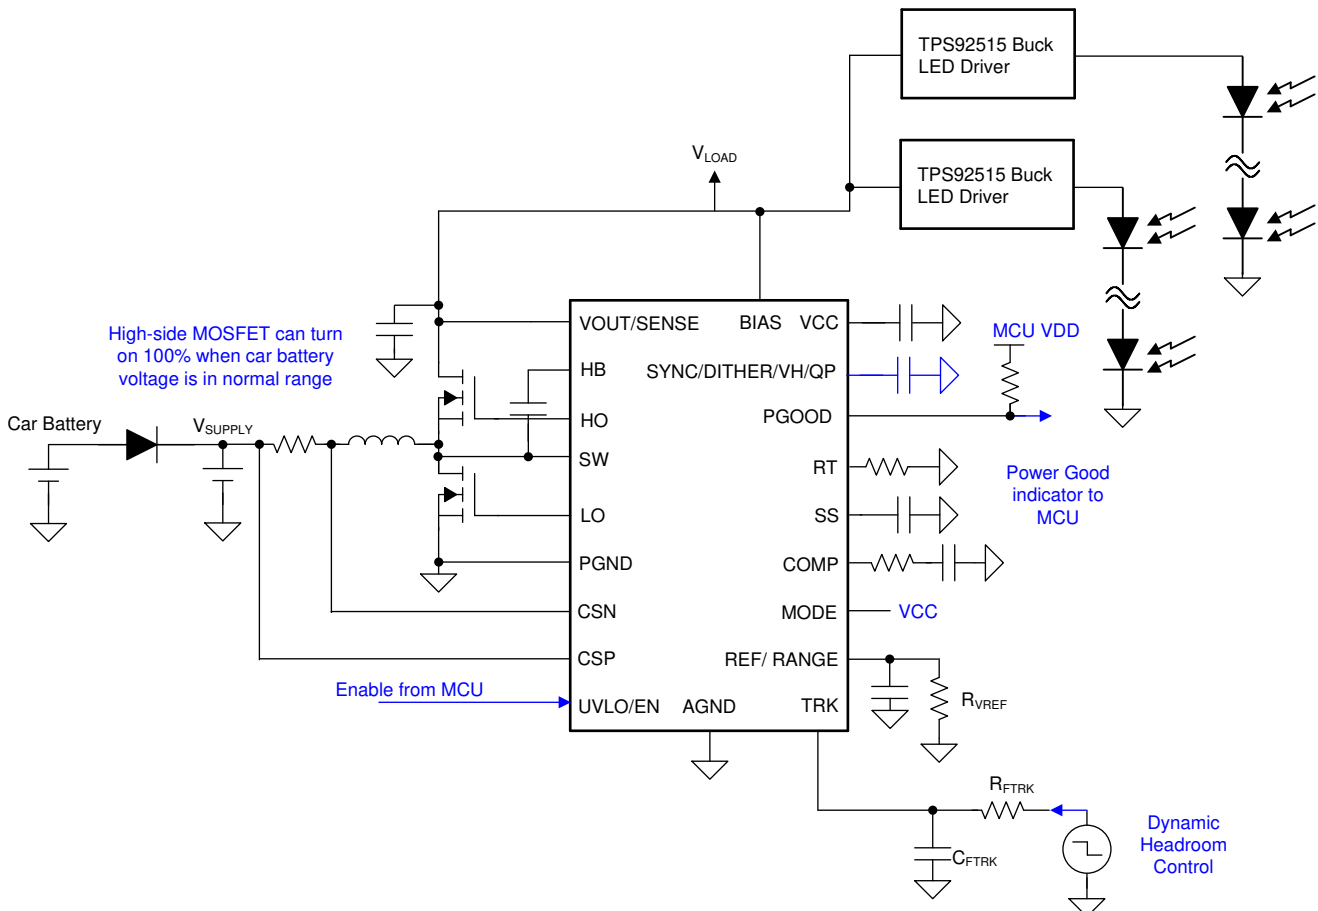 TPS92515 Buck
LED Driver
TPS92515 Buck
LED Driver
VLOAD
High-side MOSFET can turn
on 100% when car battery
voltage is in normal range
Car Battery
VSUPPLY
VOUT/SENSE
BIAS
VCC
HB
SYNC/DITHER/VH/QP
HO
PGOOD
SW
RT
LO
SS
PGND
COMP
CSN
MODE
CSP
REF/ RANGE
UVLO/EN
AGND
TRK
MCU VDD
Power Good
indicator to
MCU
VCC
Enable from MCU
RVREF
RFTRK
CFTRK
Dynamic
Headroom
Control